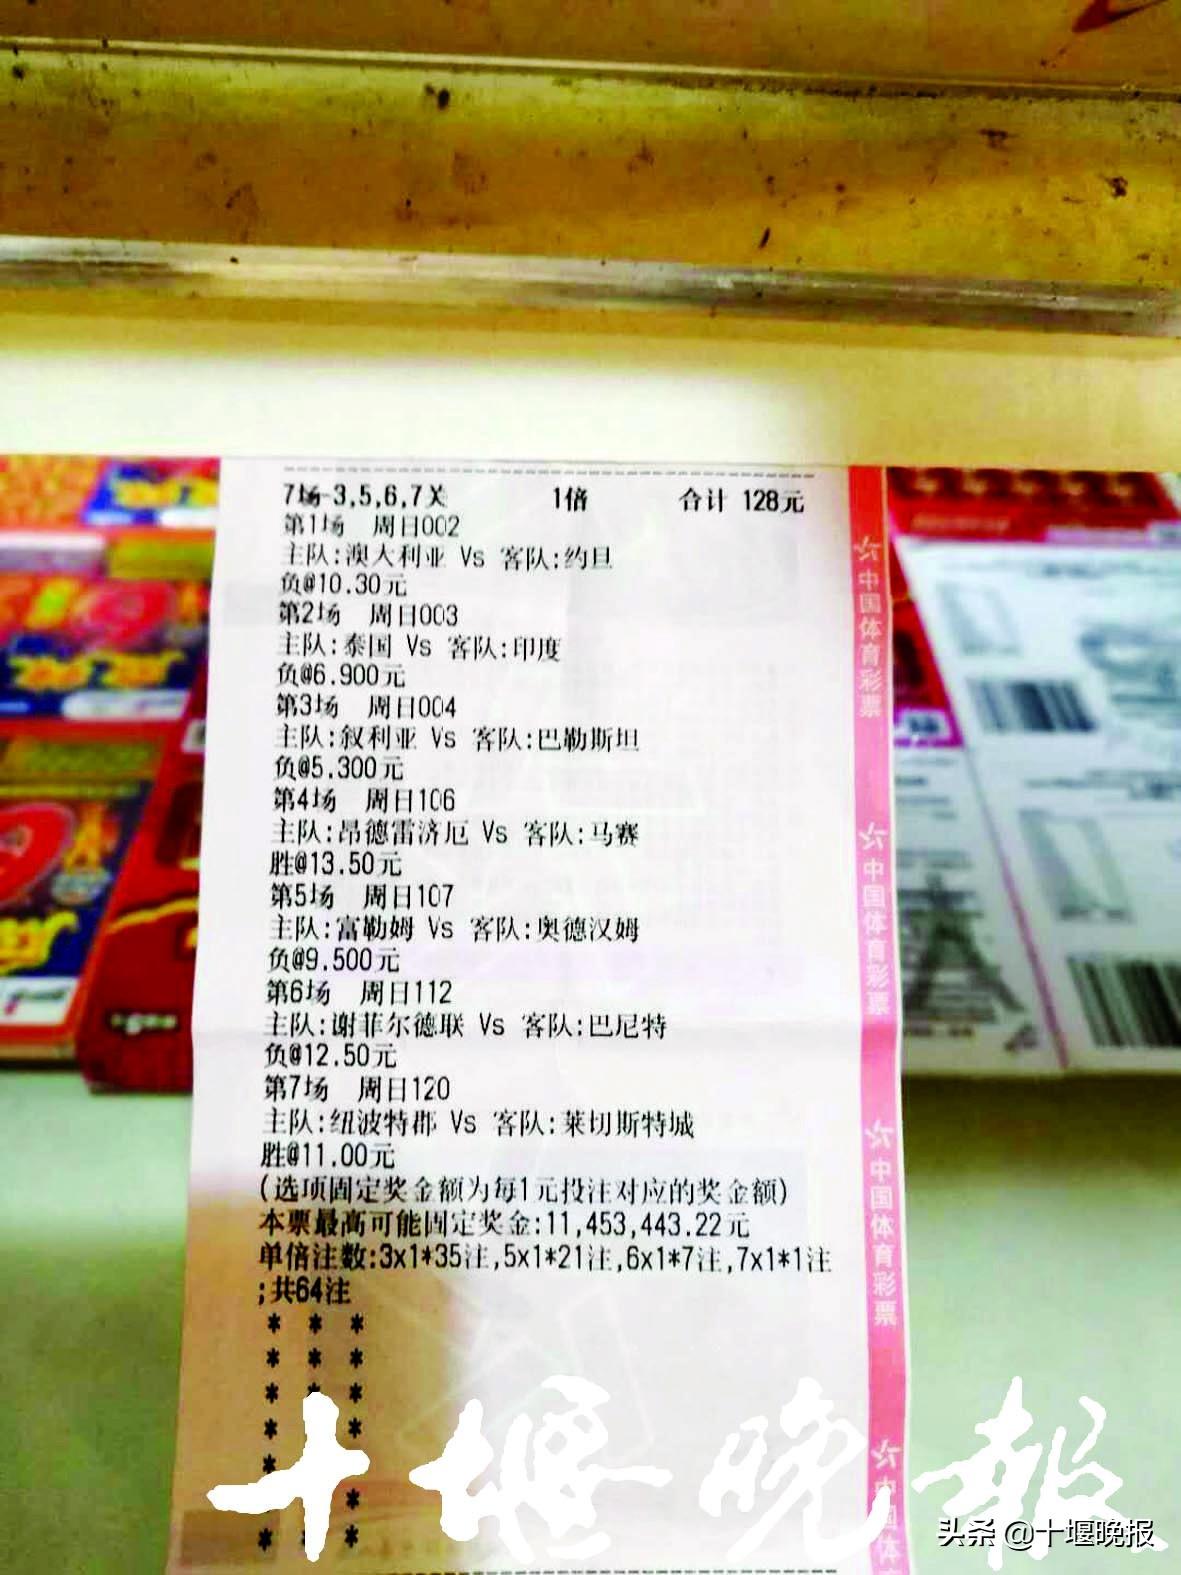 7场-3,5,6,7关 1倍 合计 128元
第1场 周日002
主队:澳大利亚 Vs 客队:约旦
负@10.30元
第2场 周日003
主队:泰国 Vs 客队:印度
负@6.900元
第3场 周日004
主队:叙利亚 Vs 客队:巴勒斯坦
负@5.300元
第4场 周日106
主队:昂德雷济厄 Vs 客队:马赛
胜@13.50元
第5场 周日107
主队:富勒姆 Vs 客队:奥德汉姆
负@9.500元
第6场 周日112
主队:谢菲尔德联 Vs 客队:巴尼特
负@12.50元
第7场 周日120
主队:纽波特郡 Vs 客队:莱切斯特城
胜@11.00元
(选项固定奖金额为每1元投注对应的奖金额)
本票最高可能固定奖金:11,453,443.22元
单倍注数:3x1*35注,5x1*21注,6x1*7注,7x1*1注
;共64注
* * *
* * *
* * *
* * *
*
*
* * *
中国体育彩票
中国体育彩票
中国体育彩票
中国体
十堰晚报
头条 @十堰晚报